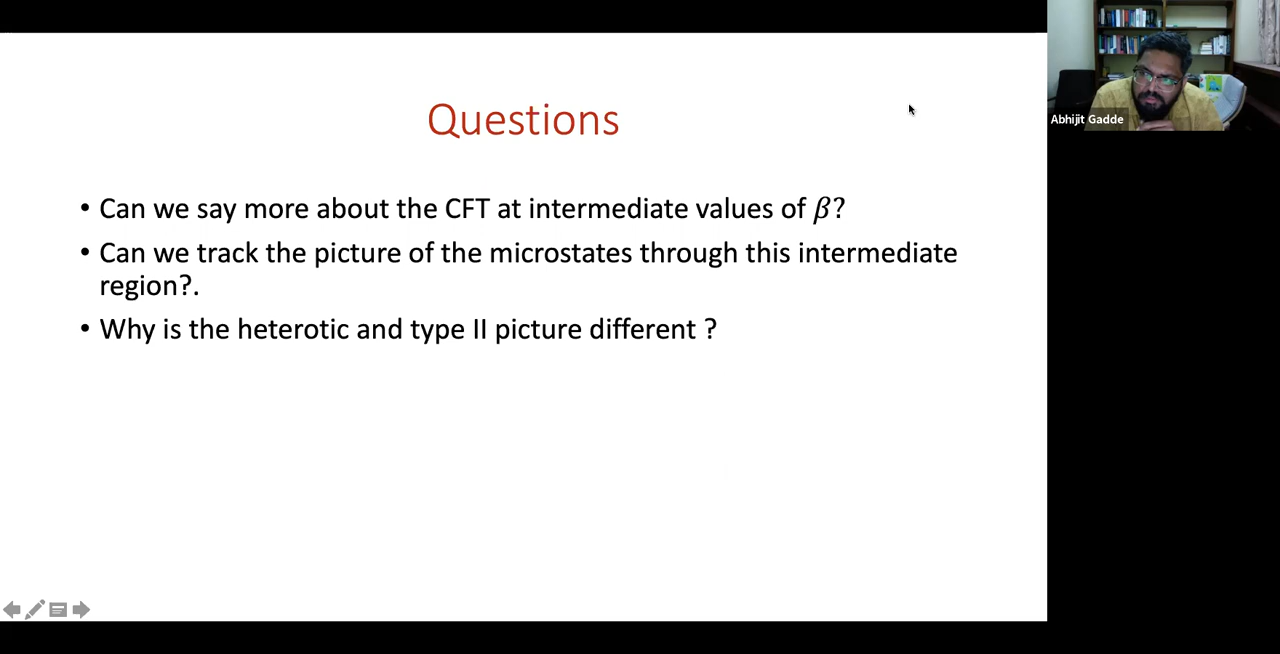 Questions
• Can we say more about the CFT at intermediate values of β?
• Can we track the picture of the microstates through this intermediate
region?.
• Why is the heterotic and type II picture different ?
Abhijit Gadde